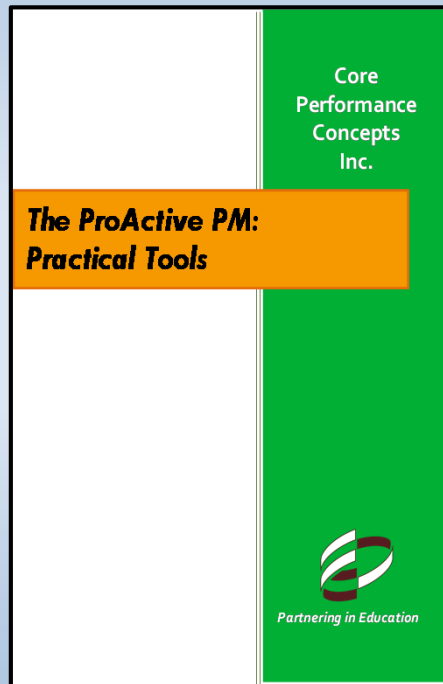 Core
Performance
Concepts
Inc.
The ProActive PM:
Practical Tools
Partnering in Education